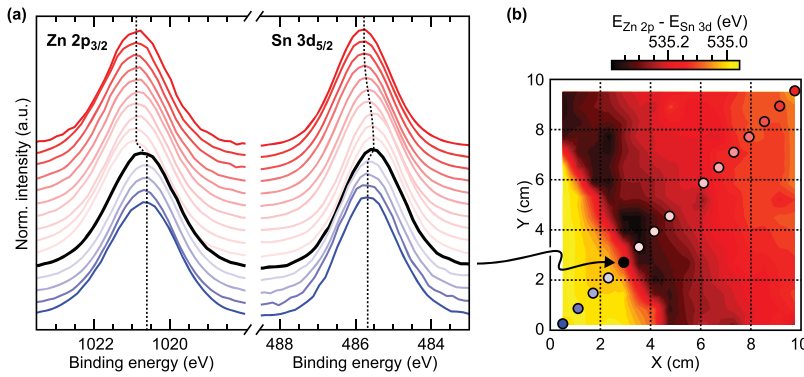 (a)
Zn 2p3/2
Sn 3d5/2
Norm. intensity (a.u.)
1022 1020
488 486 484
Binding energy (eV)
Binding energy (eV)
(b)
EZn 2p - ESn 3d (eV)
535.2 535.0
10
8
6
4
2
0
Y (cm)
0 2 4 6 8 10
X (cm)